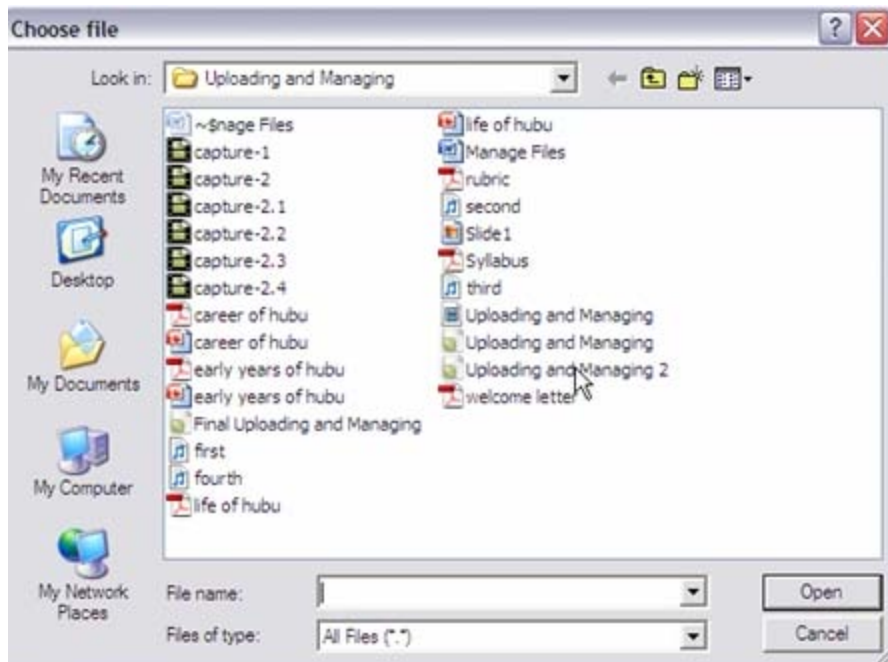 Choose file
Look in:
Uploading and Managing
My Recent
Documents
Desktop
My Documents
My Computer
My Network
Places
~$nage Files
capture-1
capture-2
capture-2.1
capture-2.2
capture-2.3
capture-2.4
career of hubu
career of hubu
early years of hubu
early years of hubu
Final Uploading and Managing
first
fourth
life of hubu
life of hubu
Manage Files
rubric
second
Slide1
Syllabus
third
Uploading and Managing
Uploading and Managing
Uploading and Managing 2
welcome letter
File name:
Open
Files of type:
All Files (*.*)
Cancel